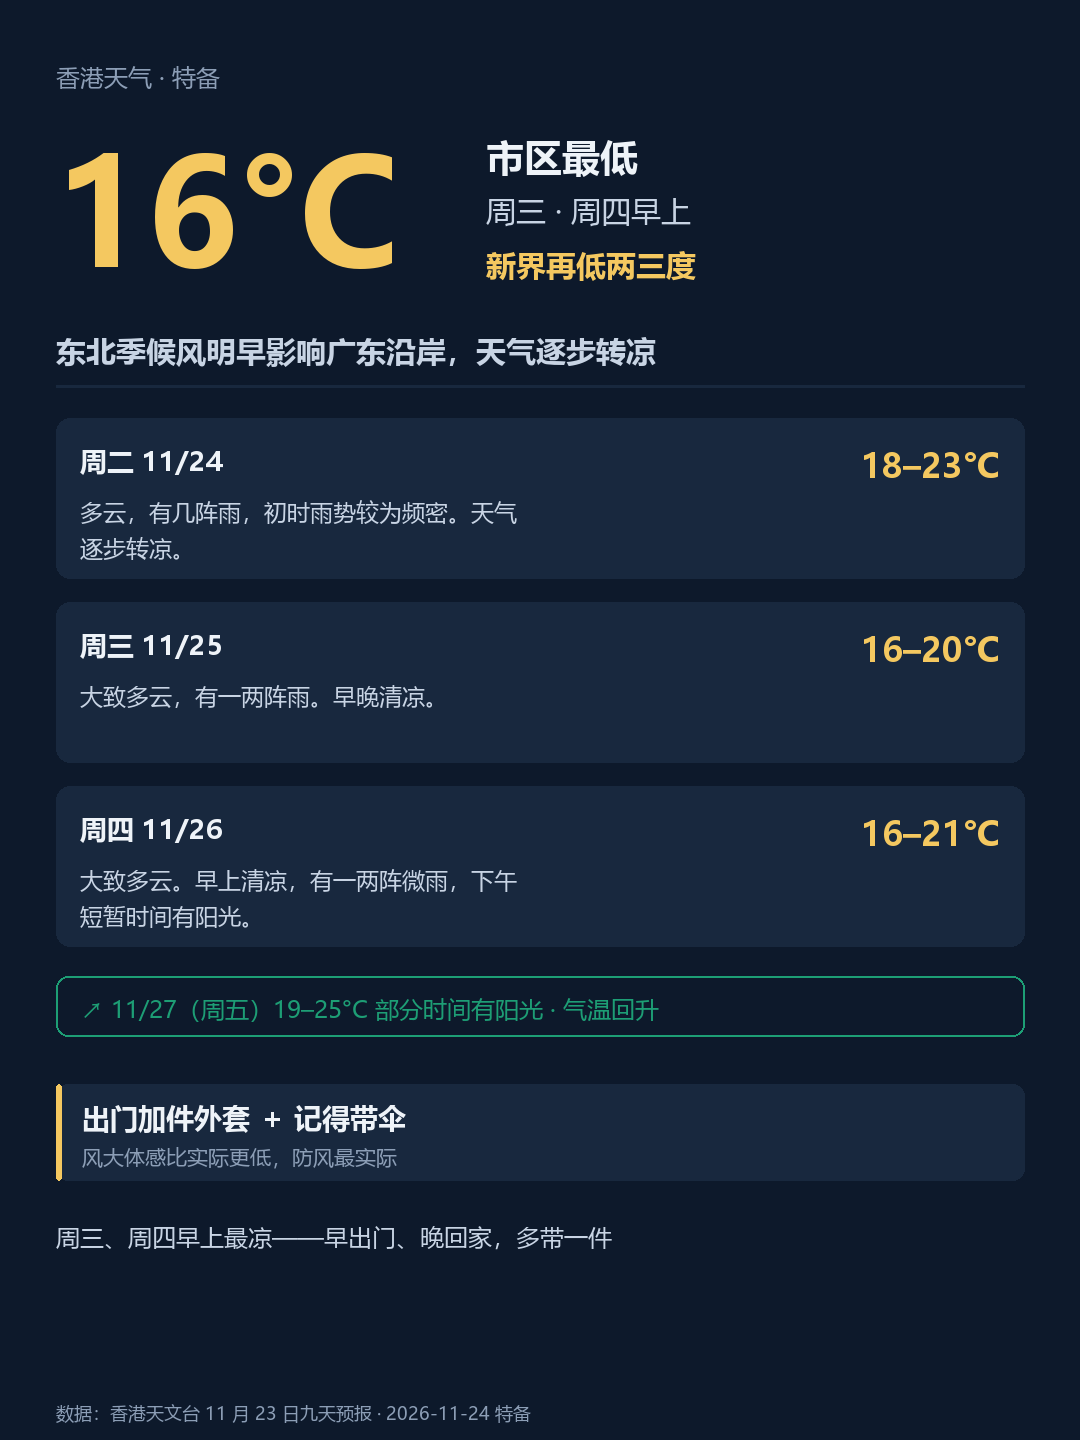 香港天气 · 特备
16°C
市区最低
周三 · 周四早上
新界再低两三度
东北季候风明早影响广东沿岸，天气逐步转凉
周二 11/24
18–23°C
多云，有几阵雨，初时雨势较为频密。天气
逐步转凉。
周三 11/25
16–20°C
大致多云，有一两阵雨。早晚清凉。
周四 11/26
16–21°C
大致多云。早上清凉，有一两阵微雨，下午
短暂时间有阳光。
↗ 11/27（周五）19–25°C 部分时间有阳光 · 气温回升
出门加件外套 + 记得带伞
风大体感比实际更低，防风最实际
周三、周四早上最凉——早出门、晚回家，多带一件
数据：香港天文台 11 月 23 日九天预报 · 2026-11-24 特备